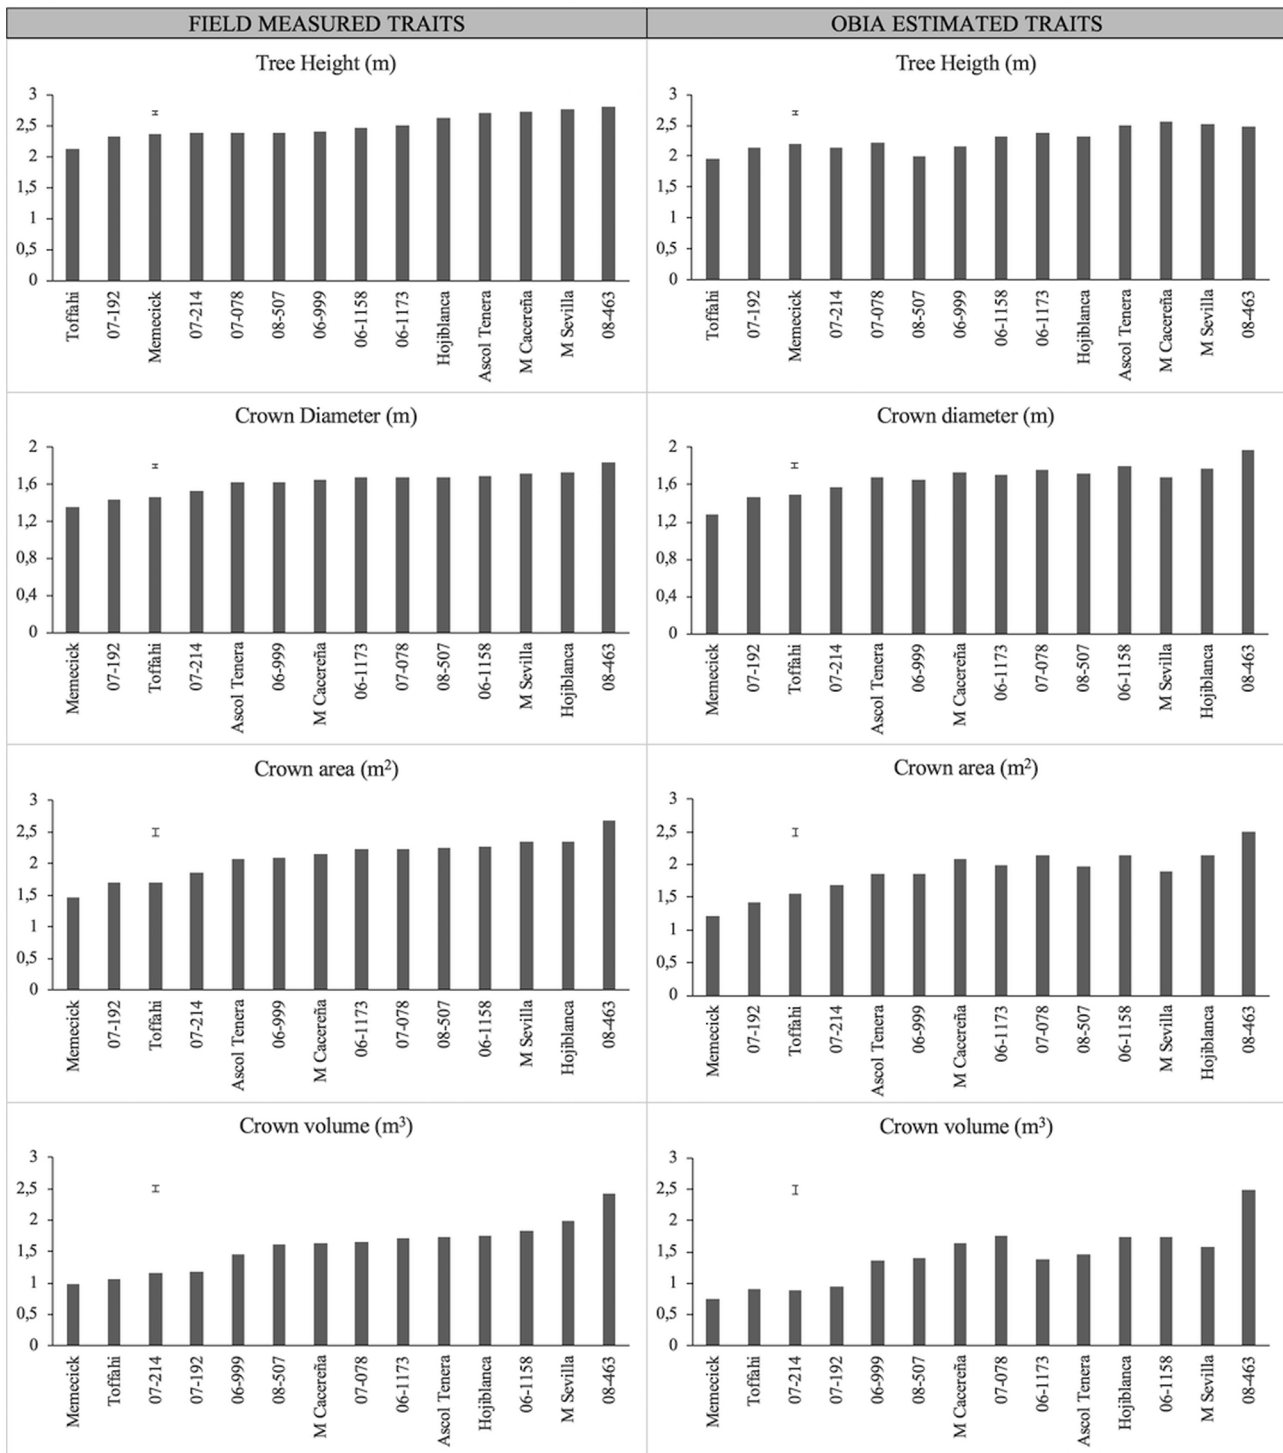 FIELD MEASURED TRAITS
OBIA ESTIMATED TRAITS
Tree Height (m)
3
2,5
2
1,5
1
0,5
0
Toffahi
07-192
Memecick
07-214
07-078
08-507
06-999
06-1158
06-1173
Hojiblanca
Ascol Tenera
M Cacereña
M Sevilla
08-463
Tree Heigth (m)
3
2,5
2
1,5
1
0,5
0
Toffahi
07-192
Memecick
07-214
07-078
08-507
06-999
06-1158
06-1173
Hojiblanca
Ascol Tenera
M Cacereña
M Sevilla
08-463
Crown Diameter (m)
2
1,6
1,2
0,8
0,4
0
Memecick
07-192
Toffahi
07-214
Ascol Tenera
06-999
M Cacereña
06-1173
07-078
08-507
06-1158
M Sevilla
Hojiblanca
08-463
Crown diameter (m)
2
1,6
1,2
0,8
0,4
0
Memecick
07-192
Toffahi
07-214
Ascol Tenera
06-999
M Cacereña
06-1173
07-078
08-507
06-1158
M Sevilla
Hojiblanca
08-463
Crown area (m²)
3
2,5
2
1,5
1
0,5
0
Memecick
07-192
Toffahi
07-214
Ascol Tenera
06-999
M Cacereña
06-1173
07-078
08-507
06-1158
M Sevilla
Hojiblanca
08-463
Crown area (m²)
3
2,5
2
1,5
1
0,5
0
Memecick
07-192
Toffahi
07-214
Ascol Tenera
06-999
M Cacereña
06-1173
07-078
08-507
06-1158
M Sevilla
Hojiblanca
08-463
Crown volume (m³)
3
2,5
2
1,5
1
0,5
0
Memecick
Toffahi
07-214
07-192
06-999
08-507
M Cacereña
07-078
06-1173
Ascol Tenera
Hojiblanca
06-1158
M Sevilla
08-463
Crown volume (m³)
3
2,5
2
1,5
1
0,5
0
Memecick
Toffahi
07-214
07-192
06-999
08-507
M Cacereña
07-078
06-1173
Ascol Tenera
Hojiblanca
06-1158
M Sevilla
08-463